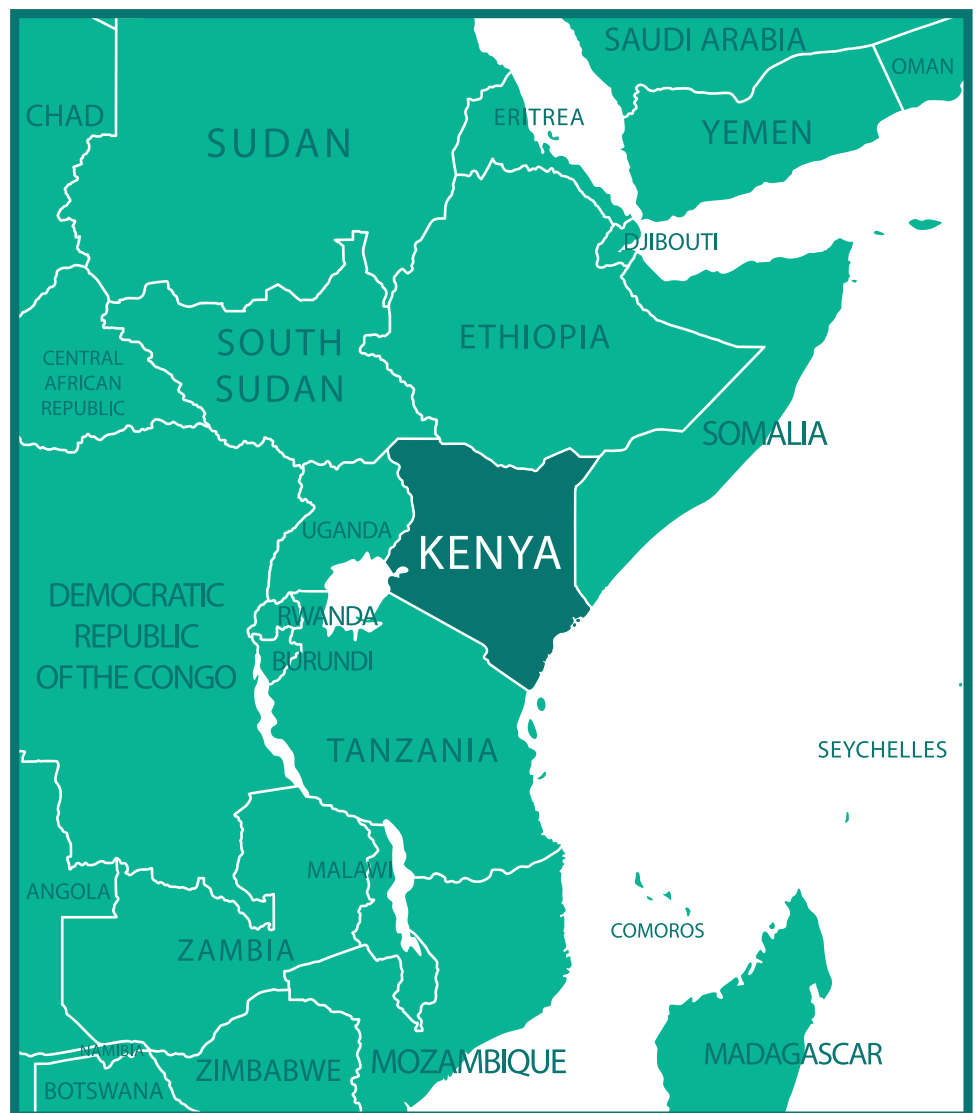 SAUDI ARABIA
OMAN
CHAD
ERITREA
YEMEN
SUDAN
DJIBOUTI
ETHIOPIA
SOUTH
SUDAN
CENTRAL
AFRICAN
REPUBLIC
SOMALIA
UGANDA
KENYA
DEMOCRATIC
REPUBLIC
OF THE CONGO
RWANDA
BURUNDI
TANZANIA
SEYCHELLES
MALAWI
ANGOLA
COMOROS
ZAMBIA
NAMIBIA
ZIMBABWE
MOZAMBIQUE
MADAGASCAR
BOTSWANA